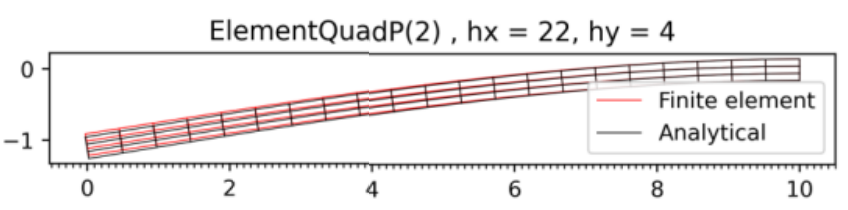 ElementQuadP(2) , hx = 22, hy = 4
0
−1
Finite element
Analytical
0 2 4 6 8 10